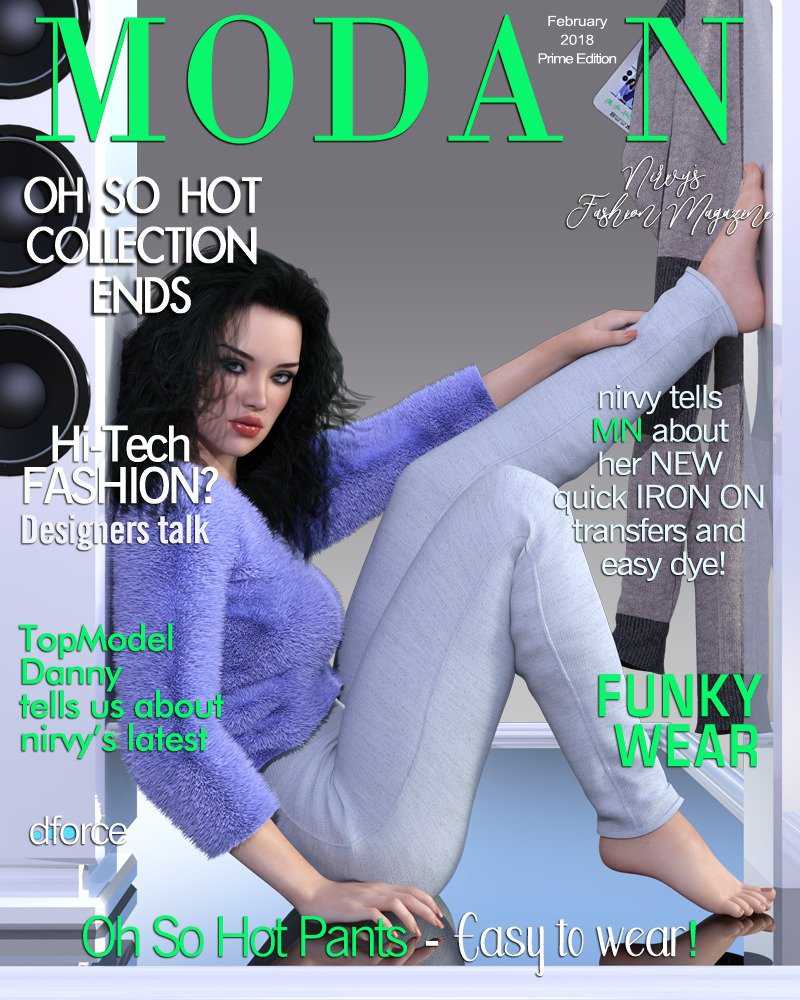 MODA N
February
2018
Prime Edition
Nirvy's
Fashion Magazine
OH SO HOT
COLLECTION
ENDS
nirvy tells
MN about
her NEW
quick IRON ON
transfers and
easy dye!
Hi-Tech
FASHION?
Designers talk
TopModel
Danny
tells us about
nirvy's latest
FUNKY
WEAR
dforce
Oh So Hot Pants - Easy to wear!